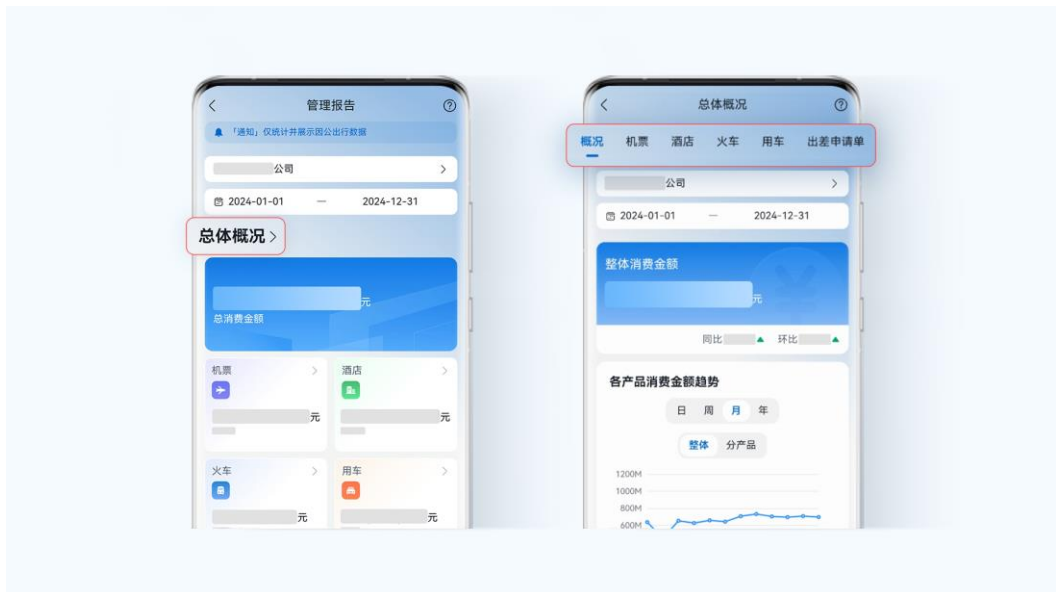 管理报告
「通知」仅统计并展示因公出行数据
公司
2024-01-01 — 2024-12-31
总体概况
元
总消费金额
机票
酒店
元
元
火车
用车
元
元
总体概况
概况 机票 酒店 火车 用车 出差申请单
公司
2024-01-01 — 2024-12-31
整体消费金额
元
同比 环比
各产品消费金额趋势
日 周 月 年
整体 分产品
1200M
1000M
800M
600M